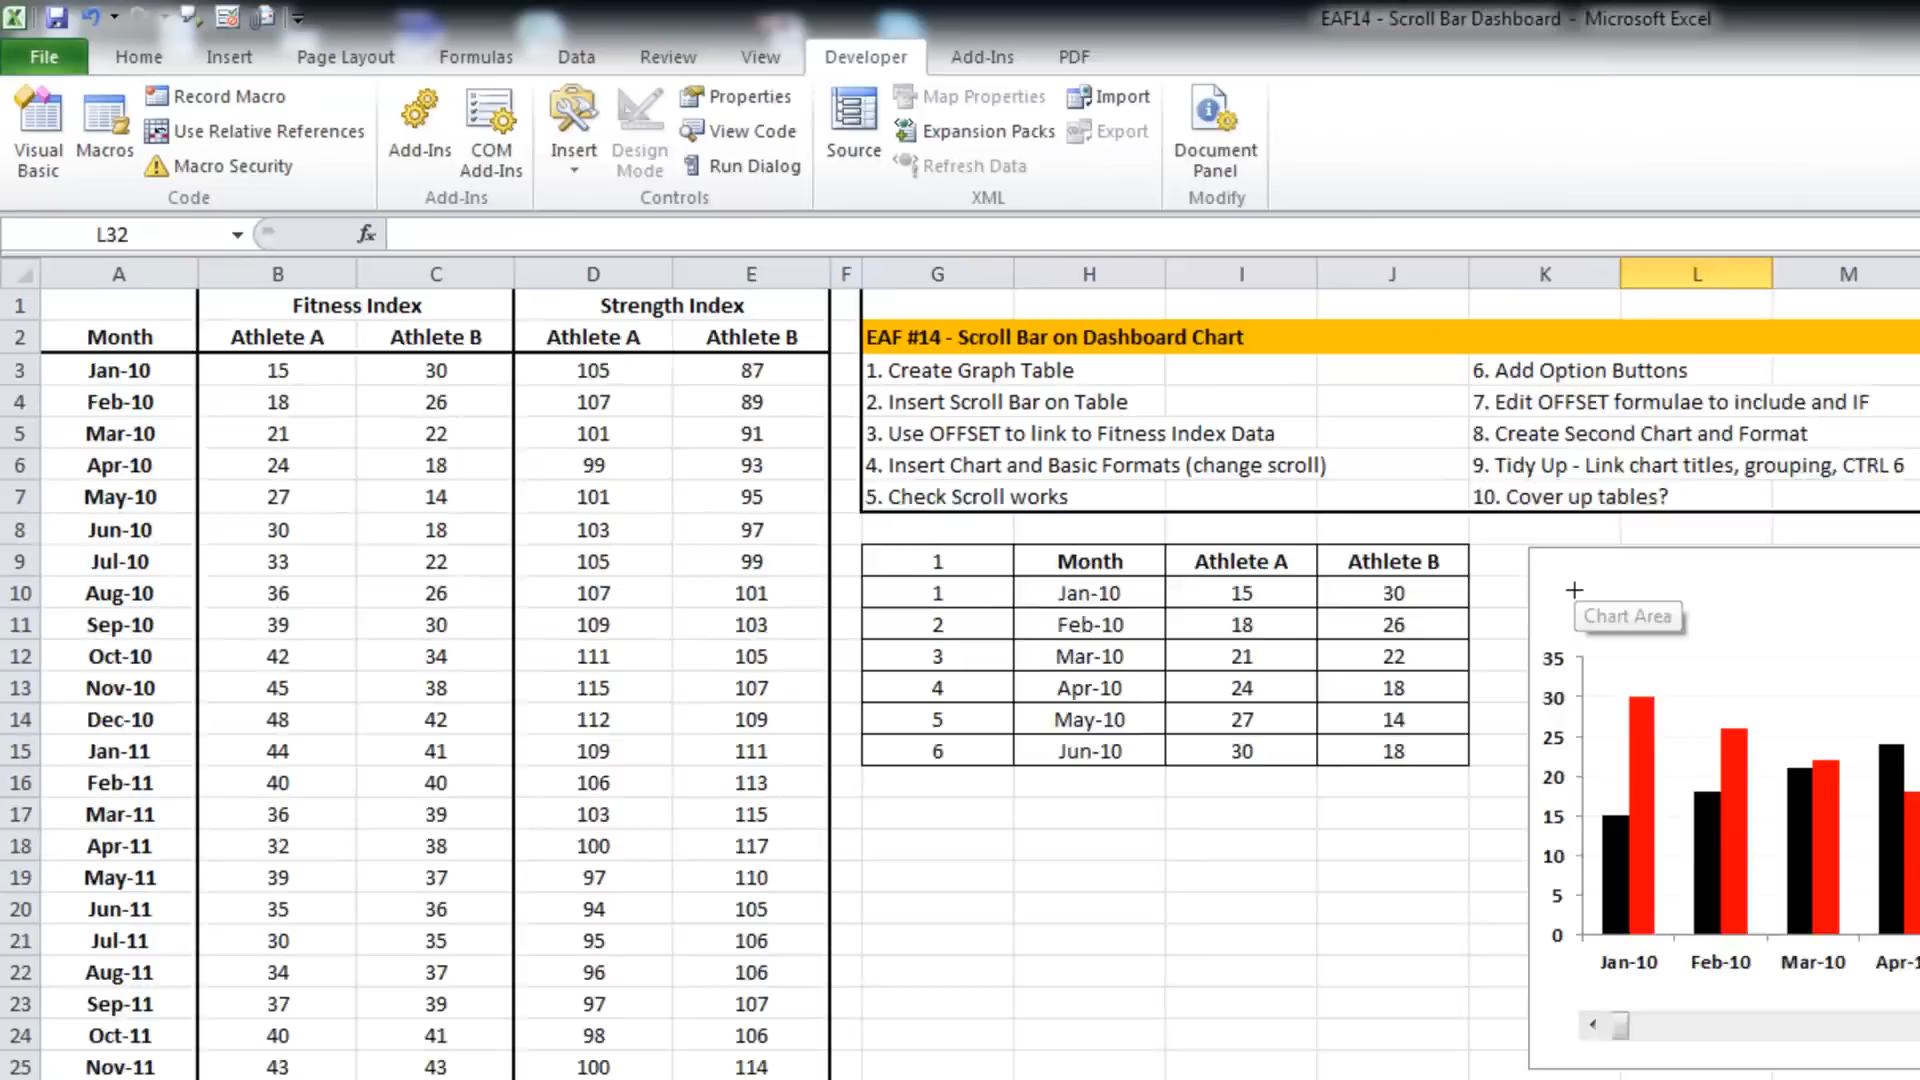 EAF14 - Scroll Bar Dashboard - Microsoft Excel
File Home Insert Page Layout Formulas Data Review View Developer Add-Ins PDF
Visual Basic
Macros
Record Macro
Use Relative References
Macro Security
Code
Add-Ins
COM Add-Ins
Add-Ins
Insert
Design Mode
Properties
View Code
Run Dialog
Controls
Source
Map Properties
Expansion Packs
Refresh Data
Import
Export
XML
Document Panel
Modify
L32 fx
A B C D E F G H I J K L M
1 Fitness Index Strength Index
2 Month Athlete A Athlete B Athlete A Athlete B EAF #14 - Scroll Bar on Dashboard Chart
3 Jan-10 15 30 105 87 1. Create Graph Table 6. Add Option Buttons
4 Feb-10 18 26 107 89 2. Insert Scroll Bar on Table 7. Edit OFFSET formulae to include and IF
5 Mar-10 21 22 101 91 3. Use OFFSET to link to Fitness Index Data 8. Create Second Chart and Format
6 Apr-10 24 18 99 93 4. Insert Chart and Basic Formats (change scroll) 9. Tidy Up - Link chart titles, grouping, CTRL 6
7 May-10 27 14 101 95 5. Check Scroll works 10. Cover up tables?
8 Jun-10 30 18 103 97
9 Jul-10 33 22 105 99 1 Month Athlete A Athlete B
10 Aug-10 36 26 107 101 1 Jan-10 15 30
11 Sep-10 39 30 109 103 2 Feb-10 18 26
12 Oct-10 42 34 111 105 3 Mar-10 21 22
13 Nov-10 45 38 115 107 4 Apr-10 24 18
14 Dec-10 48 42 112 109 5 May-10 27 14
15 Jan-11 44 41 109 111 6 Jun-10 30 18
16 Feb-11 40 40 106 113
17 Mar-11 36 39 103 115
18 Apr-11 32 38 100 117
19 May-11 39 37 97 110
20 Jun-11 35 36 94 105
21 Jul-11 30 35 95 106
22 Aug-11 34 37 96 106
23 Sep-11 37 39 97 107
24 Oct-11 40 41 98 106
25 Nov-11 43 43 100 114
Chart Area
35
30
25
20
15
10
5
0
Jan-10 Feb-10 Mar-10 Apr-1